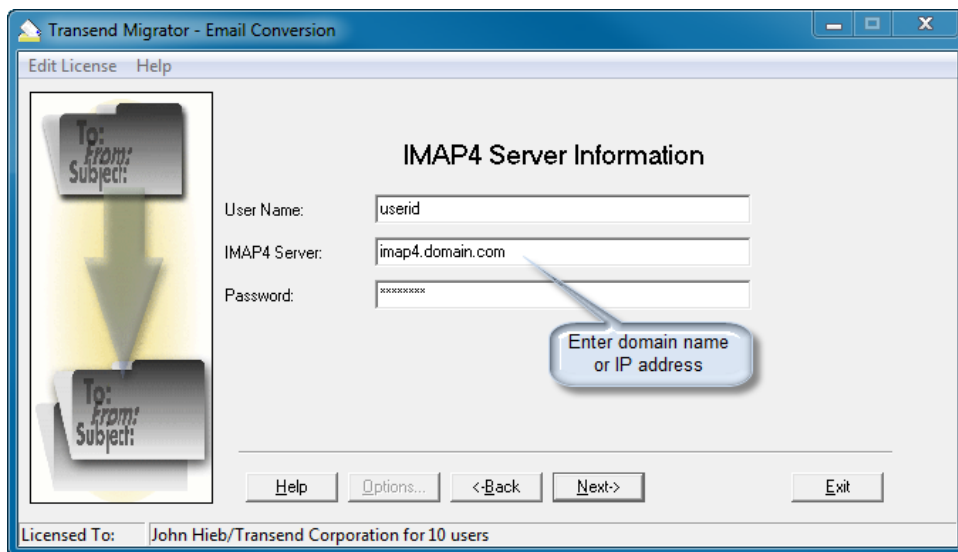 Transend Migrator - Email Conversion
Edit License Help
To:
From:
Subject:
IMAP4 Server Information
User Name: userid
IMAP4 Server: imap4.domain.com
Password: xxxxxxxx
Enter domain name
or IP address
To:
From:
Subject:
Help Options... <-Back Next-> Exit
Licensed To: John Hieb/Transend Corporation for 10 users